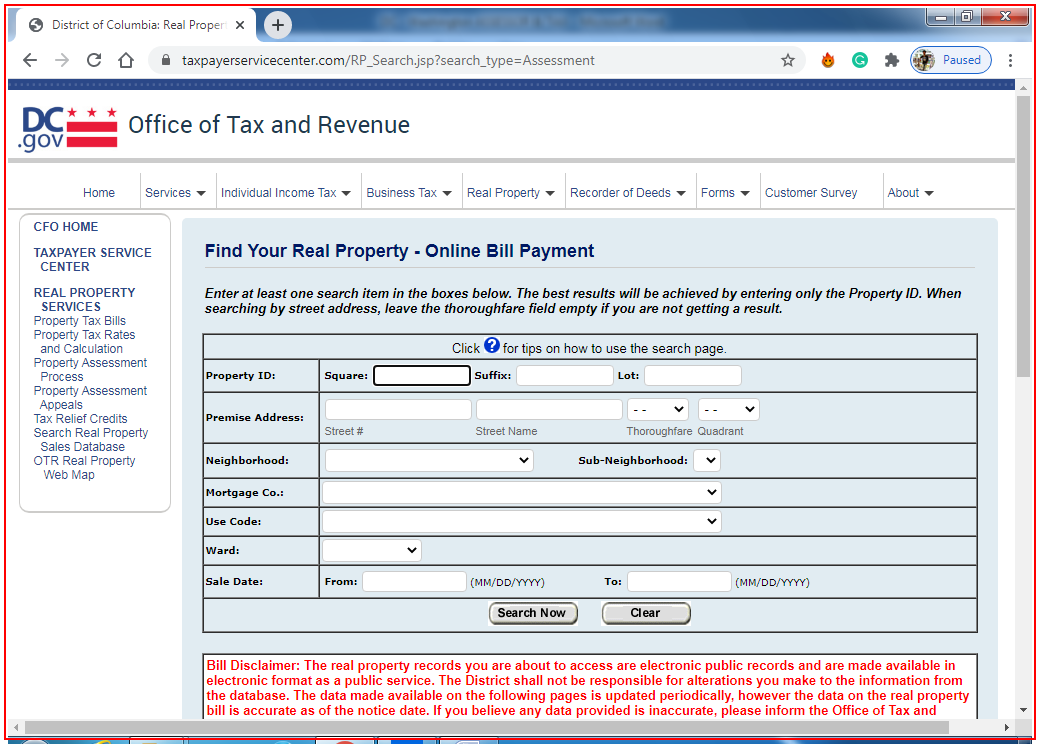 District of Columbia: Real Proper
taxpayerservicecenter.com/RP_Search.jsp?search_type=Assessment
Paused
DC
.gov
Office of Tax and Revenue
Home Services Individual Income Tax Business Tax Real Property Recorder of Deeds Forms Customer Survey About
CFO HOME
TAXPAYER SERVICE
CENTER
REAL PROPERTY
SERVICES
Property Tax Bills
Property Tax Rates
and Calculation
Property Assessment
Process
Property Assessment
Appeals
Tax Relief Credits
Search Real Property
Sales Database
OTR Real Property
Web Map
Find Your Real Property - Online Bill Payment
Enter at least one search item in the boxes below. The best results will be achieved by entering only the Property ID. When
searching by street address, leave the thoroughfare field empty if you are not getting a result.
Click ? for tips on how to use the search page.
Property ID: Square: Suffix: Lot:
Premise Address: - - - -
Street # Street Name Thoroughfare Quadrant
Neighborhood: Sub-Neighborhood:
Mortgage Co.:
Use Code:
Ward:
Sale Date: From: (MM/DD/YYYY) To: (MM/DD/YYYY)
Search Now Clear
Bill Disclaimer: The real property records you are about to access are electronic public records and are made available in
electronic format as a public service. The District shall not be responsible for alterations you make to the information from
the database. The data made available on the following pages is updated periodically, however the data on the real property
bill is accurate as of the notice date. If you believe any data provided is inaccurate, please inform the Office of Tax and